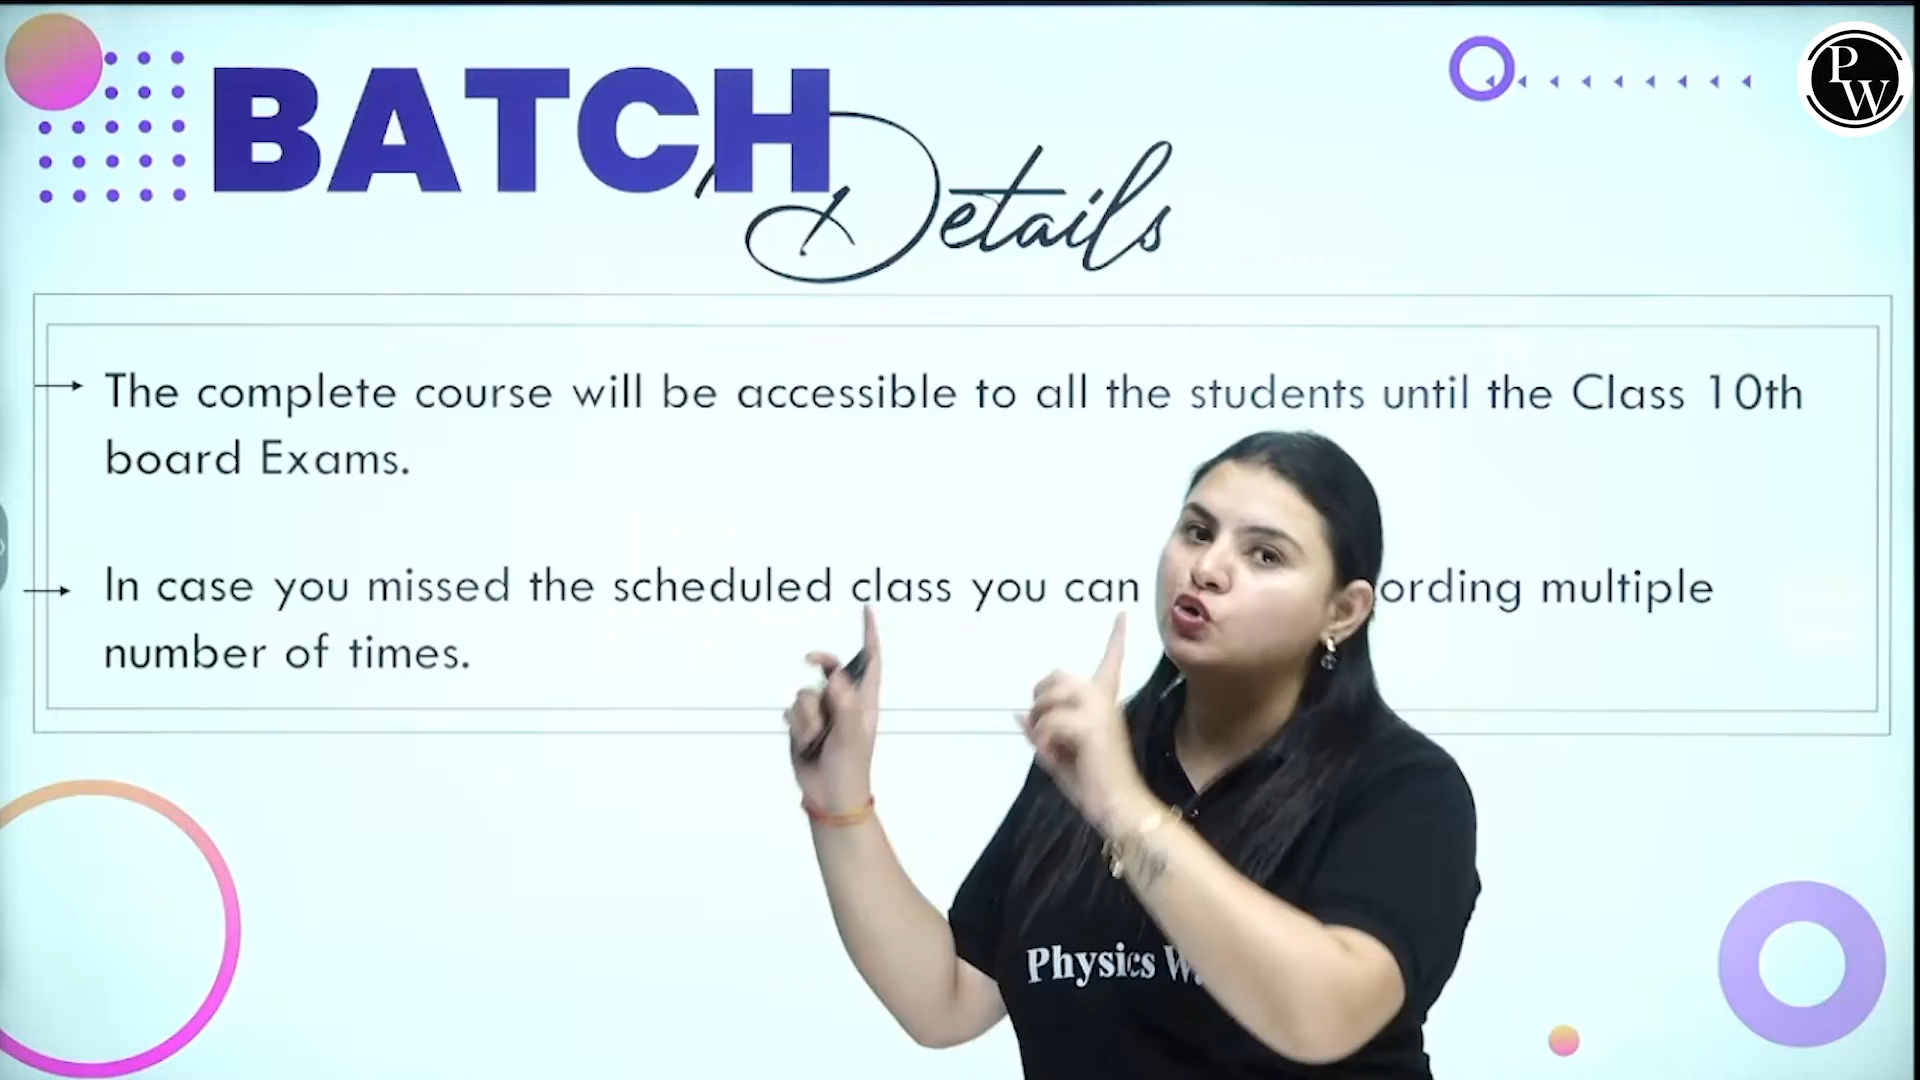 BATCH
Details
P
W
The complete course will be accessible to all the students until the Class 10th
board Exams.
In case you missed the scheduled class you can ording multiple
number of times.
Physics W